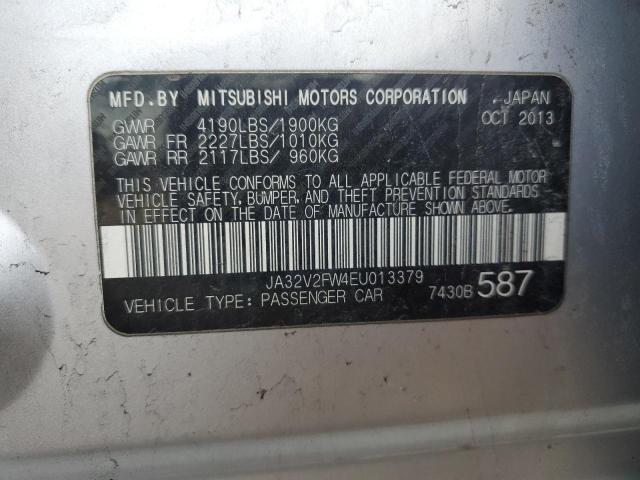 MFD.BY MITSUBISHI MOTORS CORPORATION JAPAN
GVWR 4190LBS/1900KG OCT 2013
GAWR FR 2227LBS/1010KG
GAWR RR 2117LBS/ 960KG
THIS VEHICLE CONFORMS TO ALL APPLICABLE FEDERAL MOTOR
VEHICLE SAFETY, BUMPER, AND THEFT PREVENTION STANDARDS
IN EFFECT ON THE DATE OF MANUFACTURE SHOWN ABOVE.
JA32V2FW4EU013379
VEHICLE TYPE: PASSENGER CAR 7430B 587